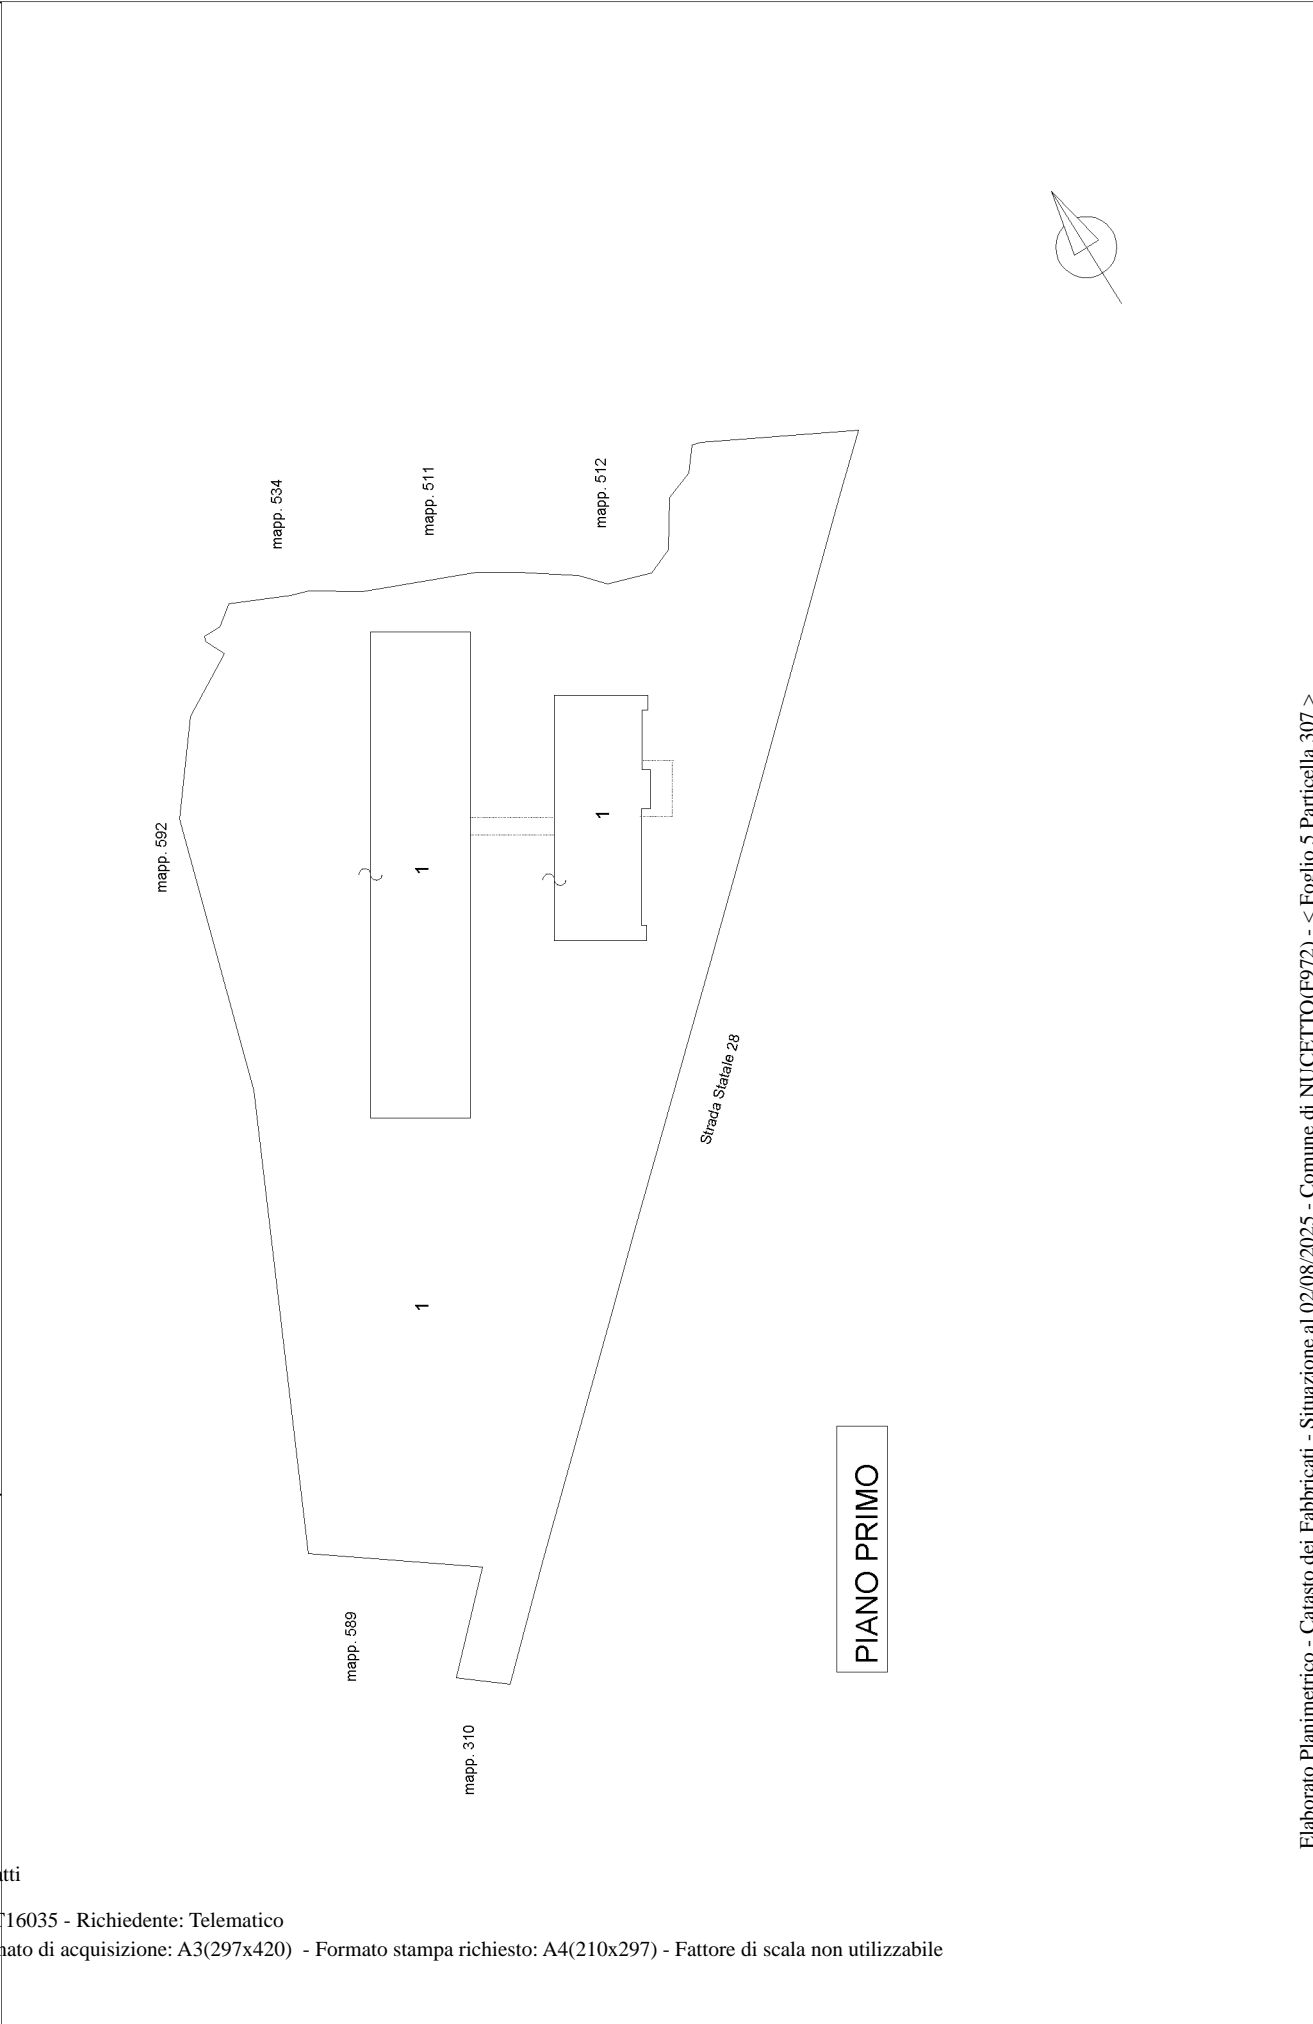 mapp. 534
mapp. 511
mapp. 512
mapp. 592
1
1
Strada Statale 28
1
PIANO PRIMO
mapp. 589
mapp. 310
Elaborato Planimetrico - Catasto dei Fabbricati - Situazione al 02/08/2025 - Comune di NUCETTO(F972) - < Foglio 5 Particella 307 >
tti
T16035 - Richiedente: Telematico
mato di acquisizione: A3(297x420) - Formato stampa richiesto: A4(210x297) - Fattore di scala non utilizzabile